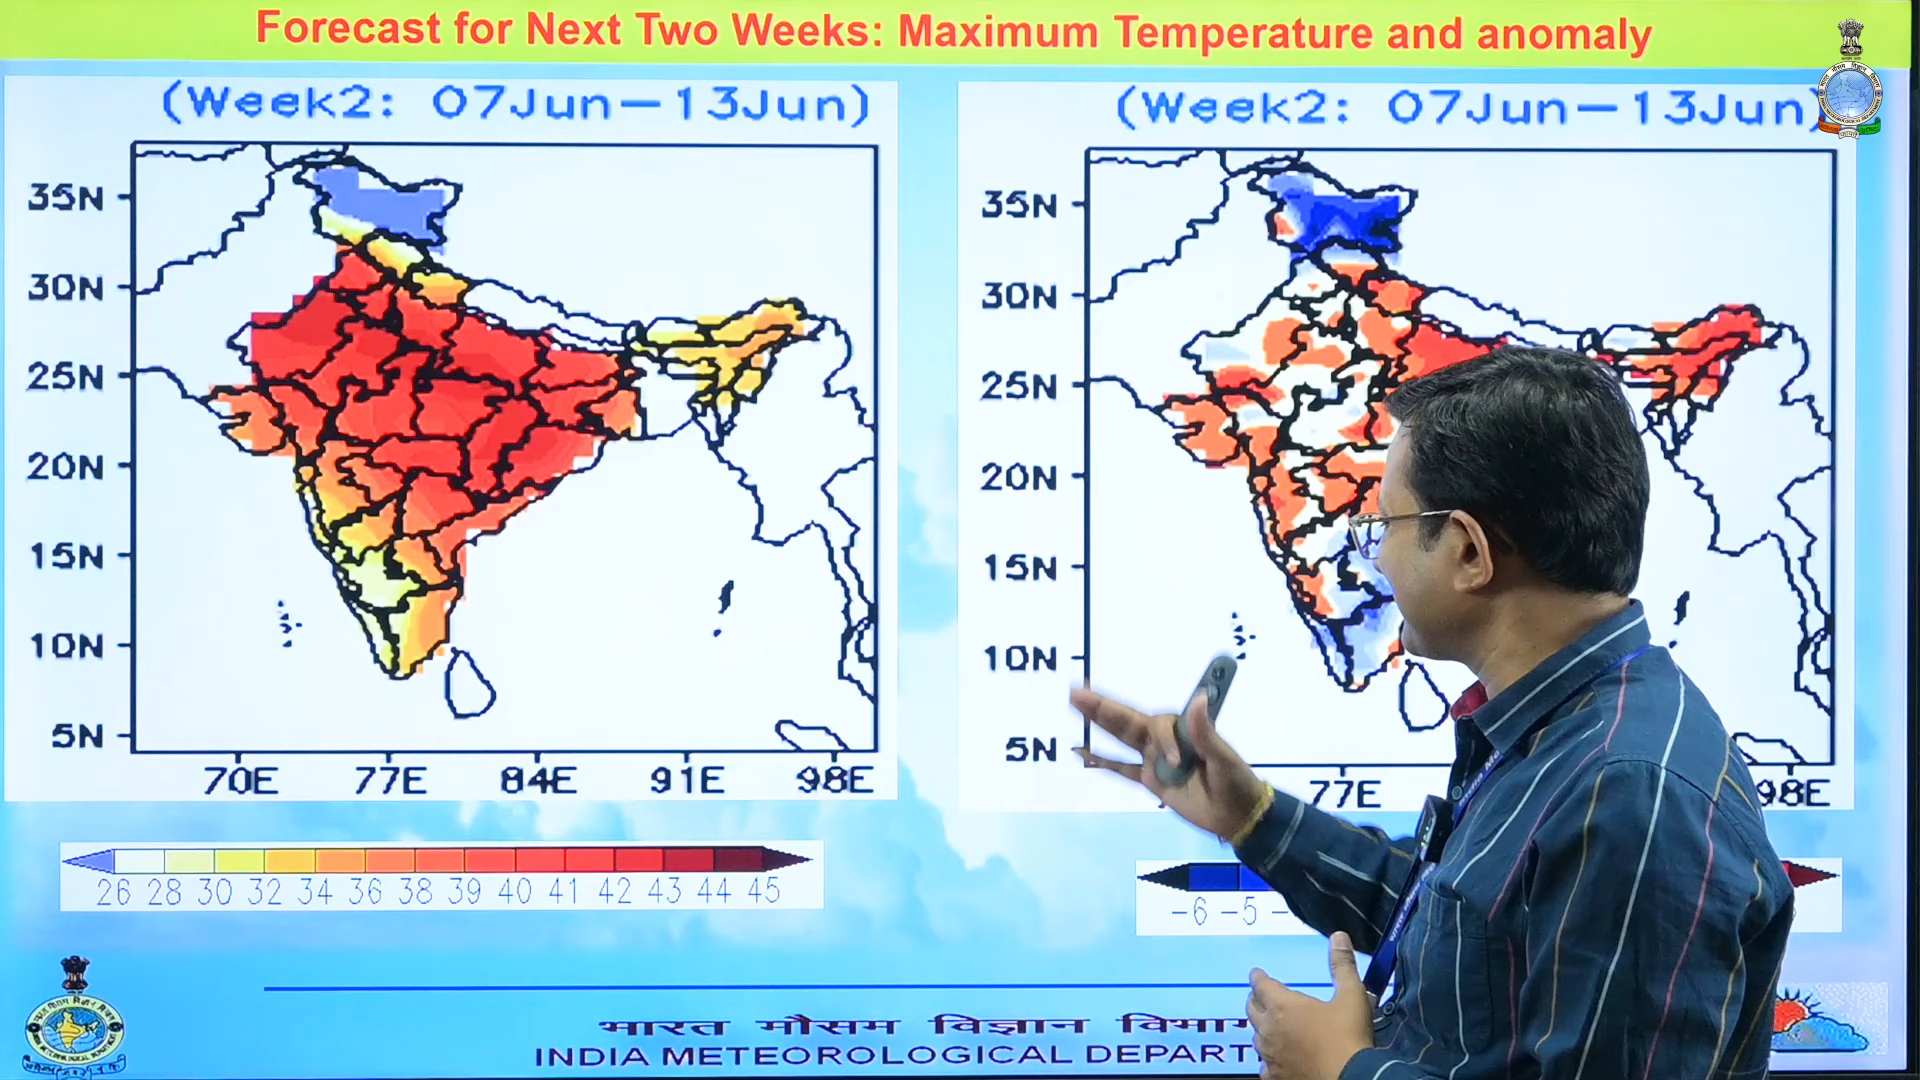 Forecast for Next Two Weeks: Maximum Temperature and anomaly
(Week2: 07Jun−13Jun)
35N
30N
25N
20N
15N
10N
5N
70E 77E 84E 91E 98E
26 28 30 32 34 36 38 39 40 41 42 43 44 45
(Week2: 07Jun−13Jun)
35N
30N
25N
20N
15N
10N
5N
77E 98E
-6 -5
भारत मौसम विज्ञान
INDIA METEOROLOGICAL